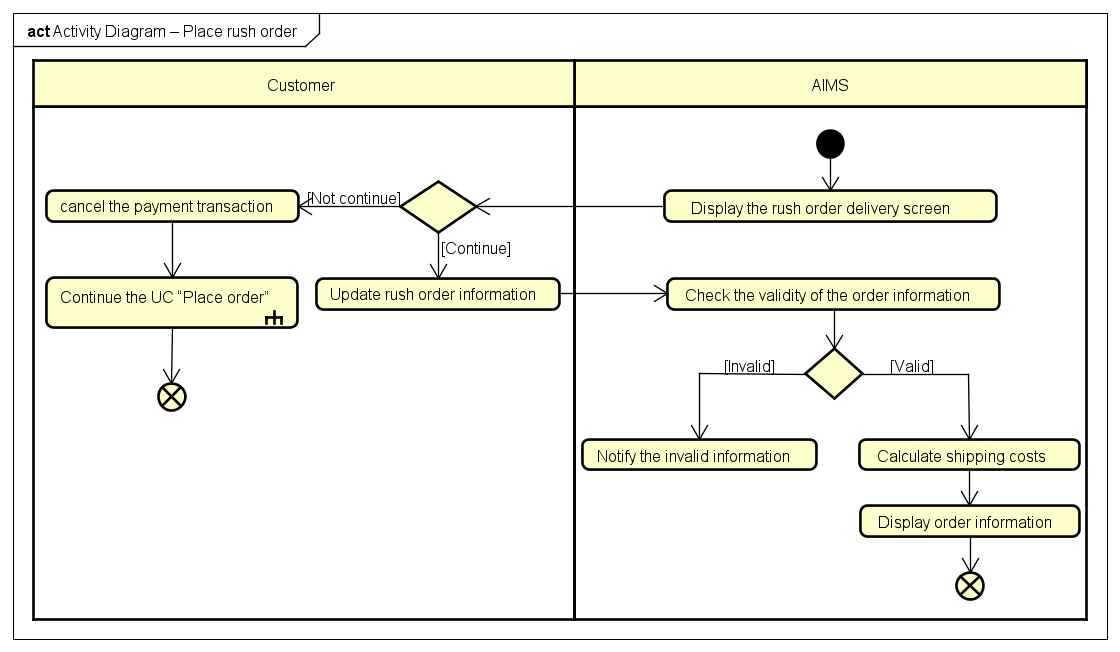 act Activity Diagram – Place rush order
Customer
AIMS
cancel the payment transaction
[Not continue]
Display the rush order delivery screen
[Continue]
Continue the UC “Place order”
Update rush order information
Check the validity of the order information
[Invalid]
[Valid]
Notify the invalid information
Calculate shipping costs
Display order information